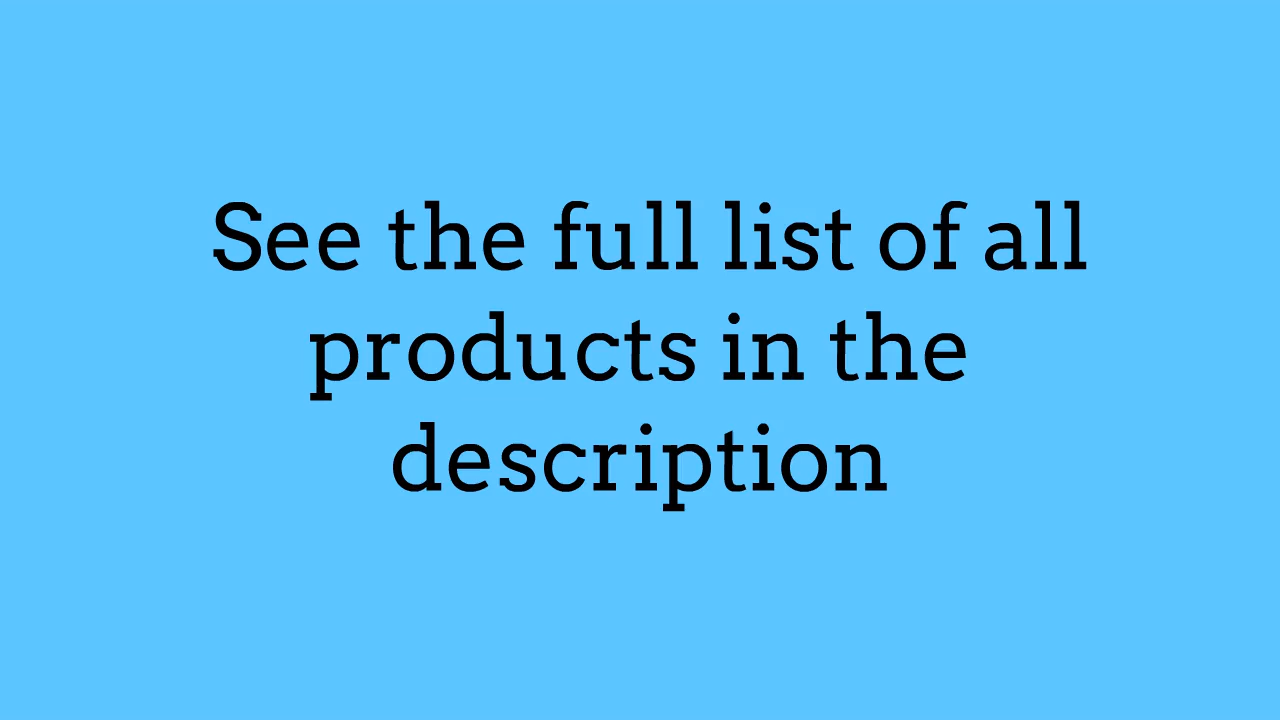 See the full list of all
products in the
description